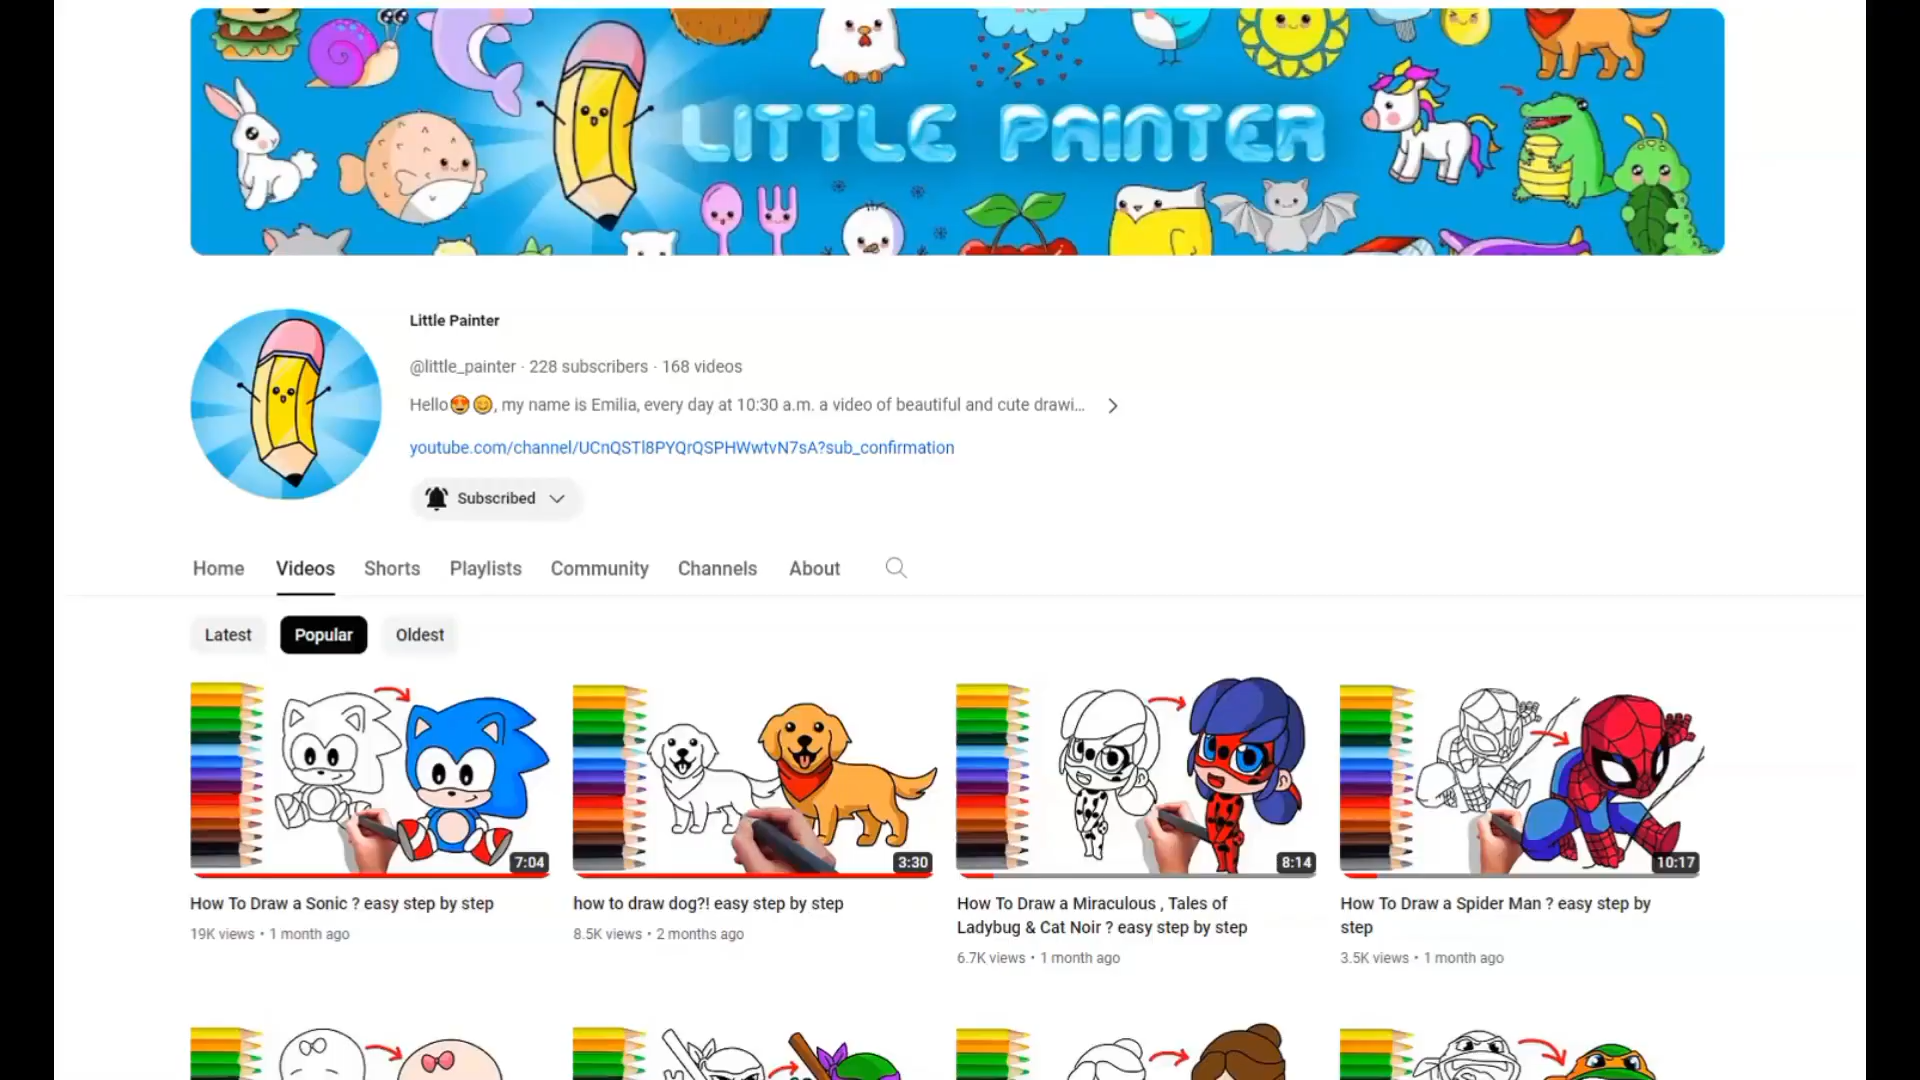 LITTLE PAINTER
Little Painter
@little_painter · 228 subscribers · 168 videos
Hello😍😊, my name is Emilia, every day at 10:30 a.m. a video of beautiful and cute drawi...
youtube.com/channel/UCnQSTl8PYQrQSPHWwtvN7sA?sub_confirmation
Subscribed
Home Videos Shorts Playlists Community Channels About
Latest Popular Oldest
7:04 3:30 8:14 10:17
How To Draw a Sonic ? easy step by step
19K views • 1 month ago
how to draw dog?! easy step by step
8.5K views • 2 months ago
How To Draw a Miraculous , Tales of
Ladybug & Cat Noir ? easy step by step
6.7K views • 1 month ago
How To Draw a Spider Man ? easy step by
step
3.5K views • 1 month ago